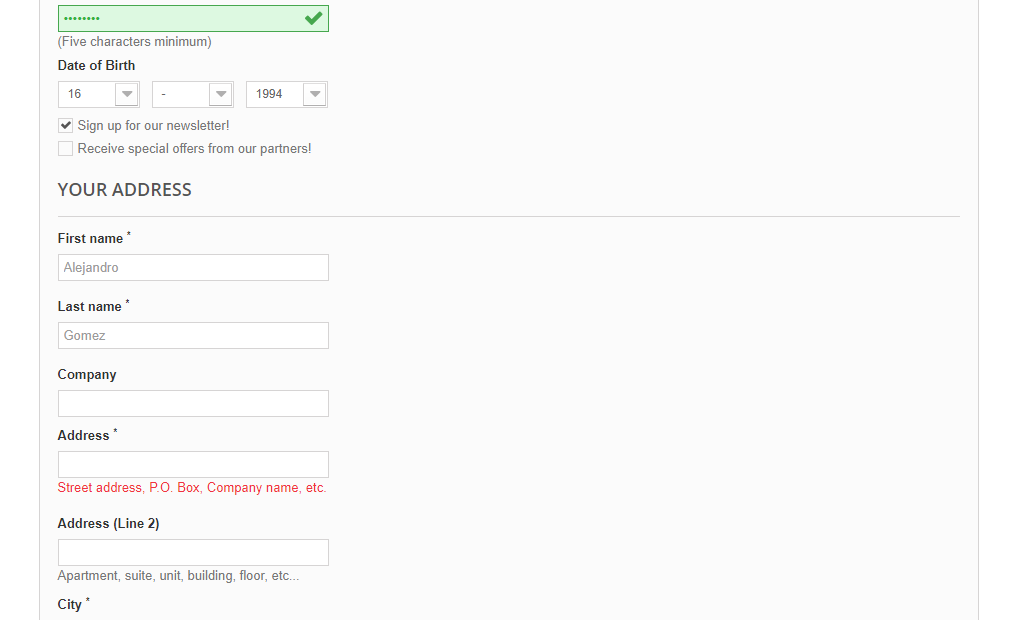 ••••••••
(Five characters minimum)
Date of Birth
16 - 1994
Sign up for our newsletter!
Receive special offers from our partners!
YOUR ADDRESS
First name *
Alejandro
Last name *
Gomez
Company
Address *
Street address, P.O. Box, Company name, etc.
Address (Line 2)
Apartment, suite, unit, building, floor, etc...
City *